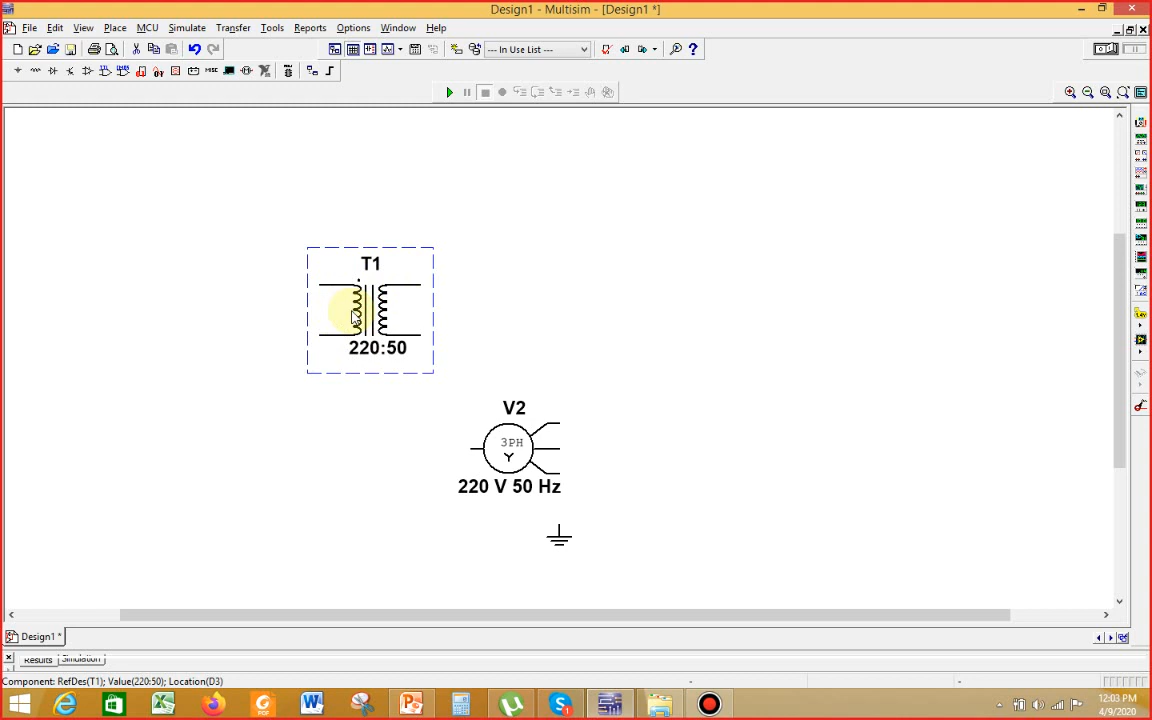 Design1 - Multisim - [Design1 *]
File Edit View Place MCU Simulate Transfer Tools Reports Options Window Help
--- In Use List ---
MISC
T1
220:50
V2
3PH
Y
220 V 50 Hz
Design1 *
Results Simulation
Component: RefDes(T1); Value(220:50); Location(D3) - -
12:03 PM
4/9/2020